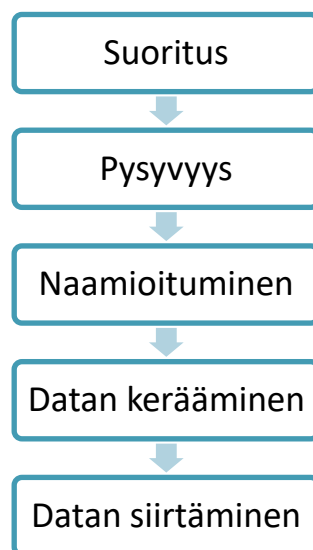 Suoritus
Pysyvyys
Naamioituminen
Datan kerääminen
Datan siirtäminen